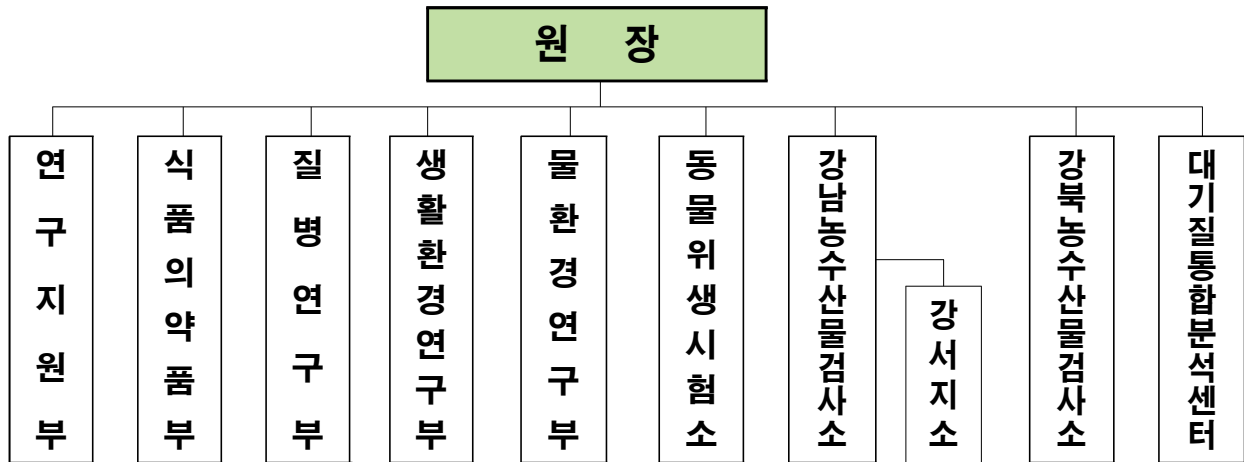 원 장
연구지원부
식품의약품부
질병연구부
생활환경연구부
물환경연구부
동물위생시험소
강남농수산물검사소
강서지소
강북농수산물검사소
대기질통합분석센터